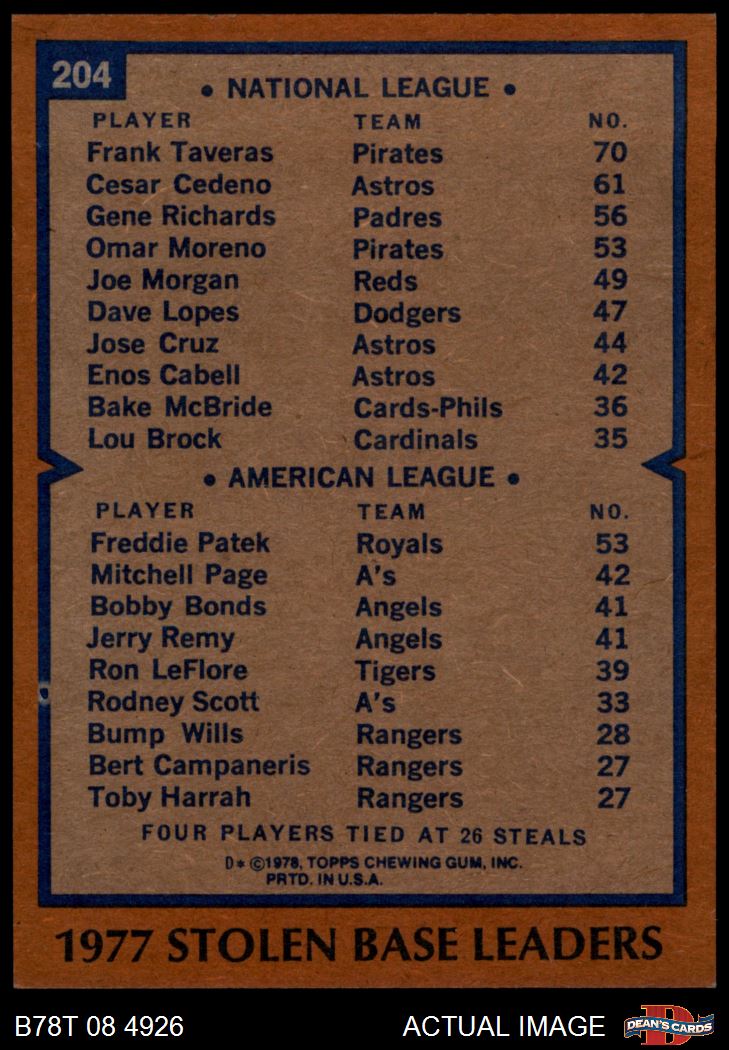 204
• NATIONAL LEAGUE •
PLAYER TEAM NO.
Frank Taveras Pirates 70
Cesar Cedeno Astros 61
Gene Richards Padres 56
Omar Moreno Pirates 53
Joe Morgan Reds 49
Dave Lopes Dodgers 47
Jose Cruz Astros 44
Enos Cabell Astros 42
Bake McBride Cards-Phils 36
Lou Brock Cardinals 35
• AMERICAN LEAGUE •
PLAYER TEAM NO.
Freddie Patek Royals 53
Mitchell Page A's 42
Bobby Bonds Angels 41
Jerry Remy Angels 41
Ron LeFlore Tigers 39
Rodney Scott A's 33
Bump Wills Rangers 28
Bert Campaneris Rangers 27
Toby Harrah Rangers 27
FOUR PLAYERS TIED AT 26 STEALS
D* ©1978, TOPPS CHEWING GUM, INC.
PRTD. IN U.S.A.
1977 STOLEN BASE LEADERS
B78T 08 4926 ACTUAL IMAGE D DEAN'S CARDS